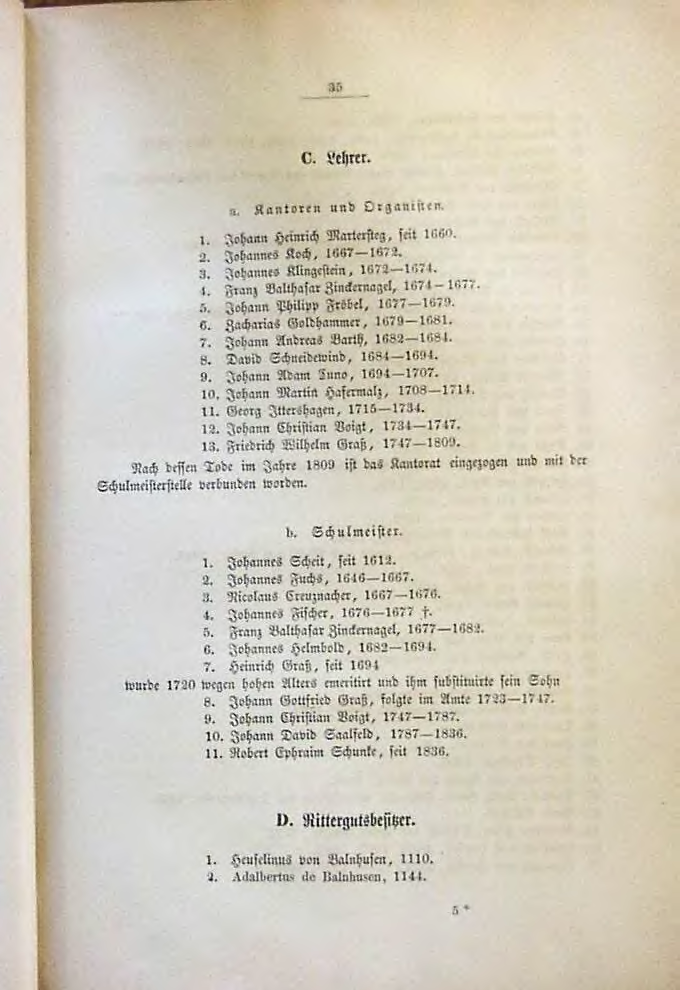 35
C. Lehrer.
a. Kantoren und Organisten.
1. Johann Heinrich Martersteg, seit 1660.
2. Johannes Koch, 1667—1672.
3. Johannes Klingestein, 1672—1674.
4. Franz Balthasar Zinckernagel, 1674—1677.
5. Johann Philipp Fröbel, 1677—1679.
6. Zacharias Goldhammer, 1679—1681.
7. Johann Andreas Barth, 1682—1684.
8. David Schneidewind, 1684—1694.
9. Johann Adam Tuno, 1694—1707.
10. Johann Martin Hafermalz, 1708—1714.
11. Georg Ittershagen, 1715—1734.
12. Johann Christian Voigt, 1734—1747.
13. Friedrich Wilhelm Graß, 1747—1809.
Nach dessen Tode im Jahre 1809 ist das Kantorat eingezogen und mit der
Schulmeisterstelle verbunden worden.
b. Schulmeister.
1. Johannes Scheit, seit 1612.
2. Johannes Fuchs, 1646—1667.
3. Nicolaus Creuznacher, 1667—1676.
4. Johannes Fischer, 1676—1677 †.
5. Franz Balthasar Zinckernagel, 1677—1682.
6. Johannes Helmbold, 1682—1694.
7. Heinrich Graß, seit 1694
wurde 1720 wegen hohen Alters emeritirt und ihm substituirte sein Sohn
8. Johann Gottfried Graß, folgte im Amte 1723—1747.
9. Johann Christian Voigt, 1747—1787.
10. Johann David Saalfeld, 1787—1836.
11. Robert Ephraim Schunke, seit 1836.
D. Rittergutsbesitzer.
1. Heuselinus von Balnhusen, 1110.
2. Adalbertus de Balnhusen, 1144.
5*